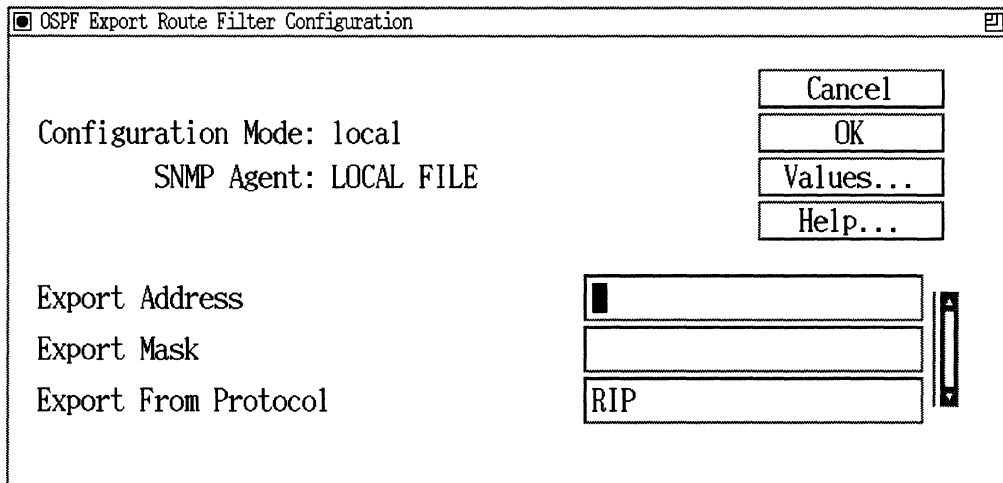 OSPF Export Route Filter Configuration
Cancel
Configuration Mode: local
OK
SNMP Agent: LOCAL FILE
Values...
Help...
Export Address
Export Mask
Export From Protocol
RIP